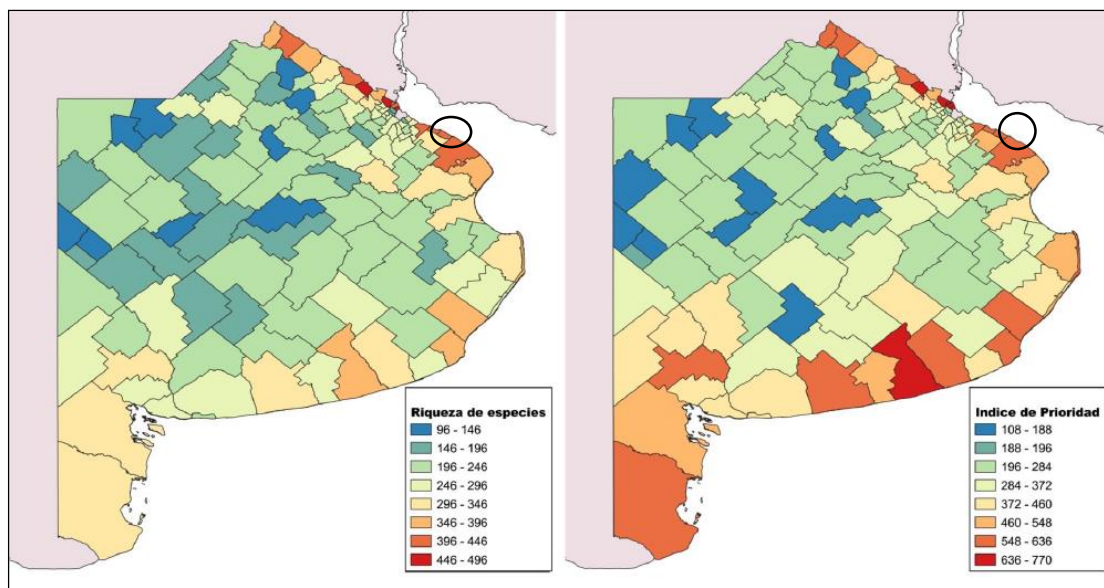 Riqueza de especies
96 - 146
146 - 196
196 - 246
246 - 296
296 - 346
346 - 396
396 - 446
446 - 496
Indice de Prioridad
108 - 188
188 - 196
196 - 284
284 - 372
372 - 460
460 - 548
548 - 636
636 - 770